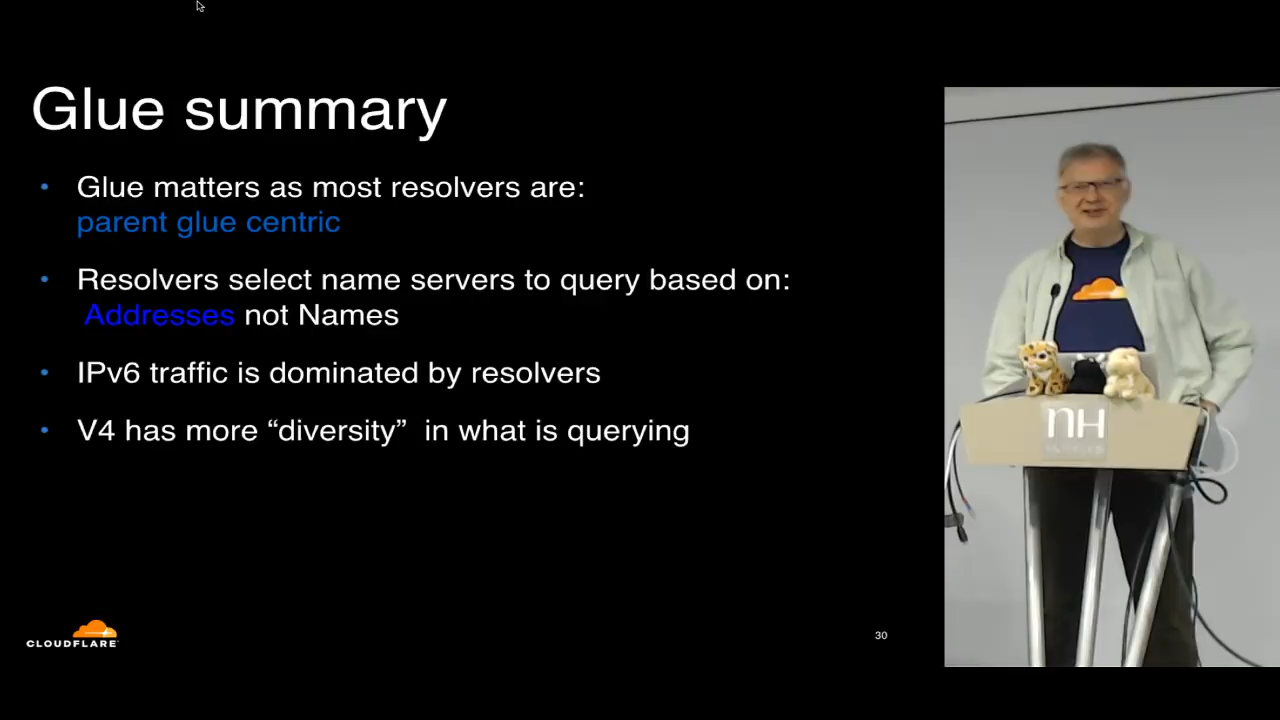 Glue summary
• Glue matters as most resolvers are:
parent glue centric
• Resolvers select name servers to query based on:
Addresses not Names
• IPv6 traffic is dominated by resolvers
• V4 has more “diversity”  in what is querying
CLOUDFLARE
30
nH